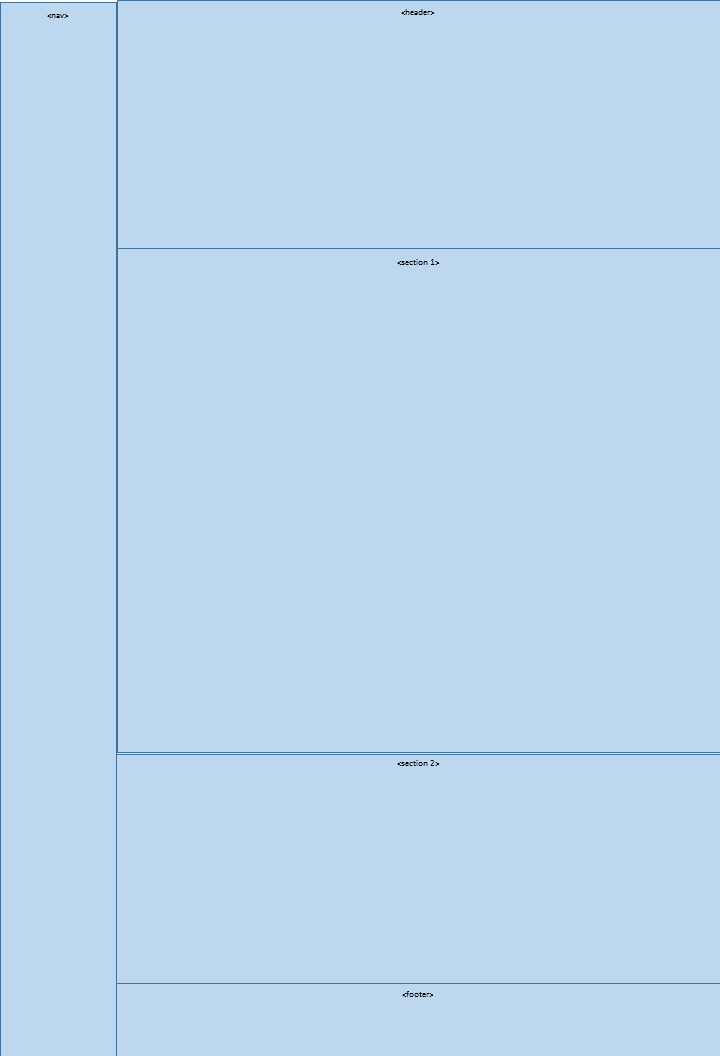 <nav>
<header>
<section 1>
<section 2>
<footer>